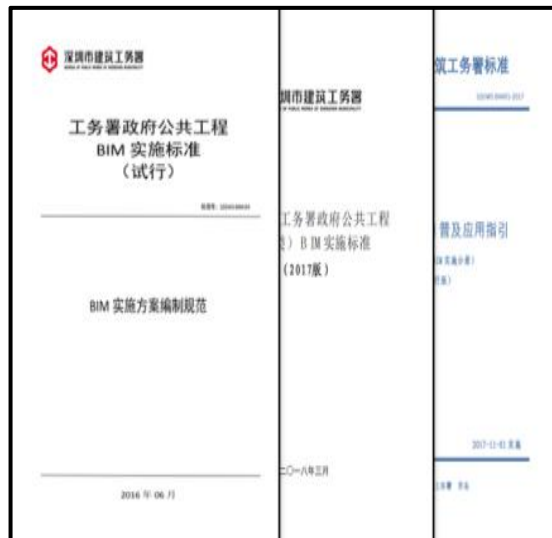 深圳市建筑工务署
工务署政府公共工程
BIM 实施标准
（试行）
BIM 实施方案编制规范
2016 年 06 月
圳市建筑工务署
工务署政府公共工程
）BIM 实施标准
（2017版）
二〇一八年三月
筑工务署标准
普及应用指引
2017-11-01 实施